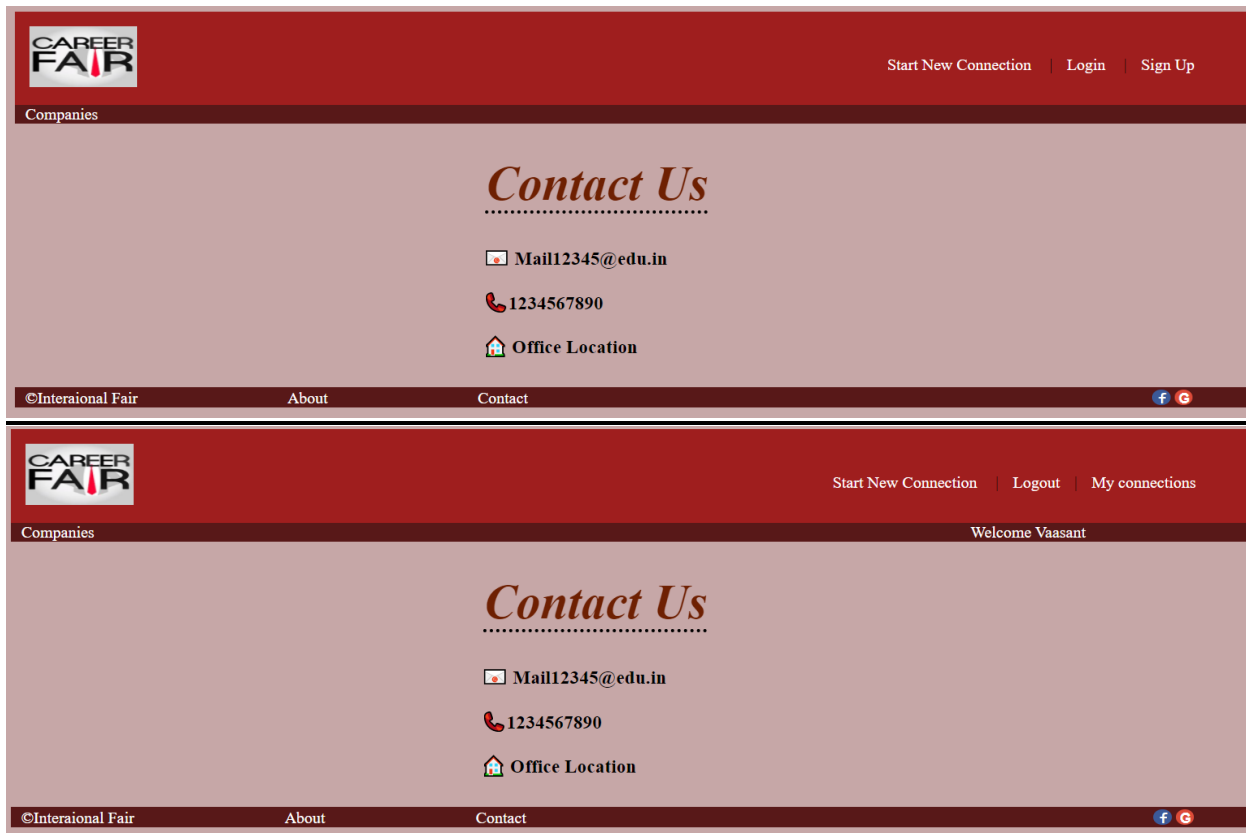 CAREER
FAIR
Start New Connection | Login | Sign Up
Companies
Contact Us
Mail12345@edu.in
1234567890
Office Location
©Interaional Fair About Contact
CAREER
FAIR
Start New Connection | Logout | My connections
Companies Welcome Vaasant
Contact Us
Mail12345@edu.in
1234567890
Office Location
©Interaional Fair About Contact